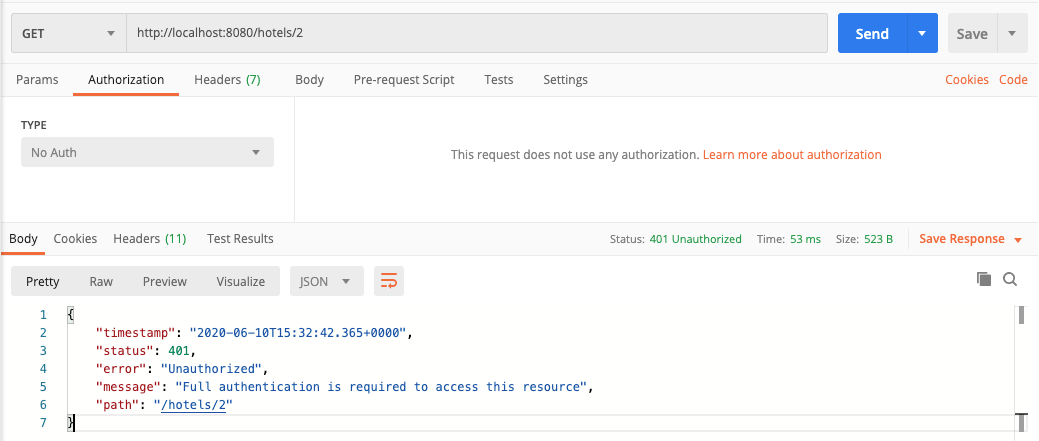 GET http://localhost:8080/hotels/2 Send Save
Params Authorization Headers (7) Body Pre-request Script Tests Settings Cookies Code
TYPE
No Auth
This request does not use any authorization. Learn more about authorization
Body Cookies Headers (11) Test Results Status: 401 Unauthorized Time: 53 ms Size: 523 B Save Response
Pretty Raw Preview Visualize JSON
1 {
2 "timestamp": "2020-06-10T15:32:42.365+0000",
3 "status": 401,
4 "error": "Unauthorized",
5 "message": "Full authentication is required to access this resource",
6 "path": "/hotels/2"
7 }